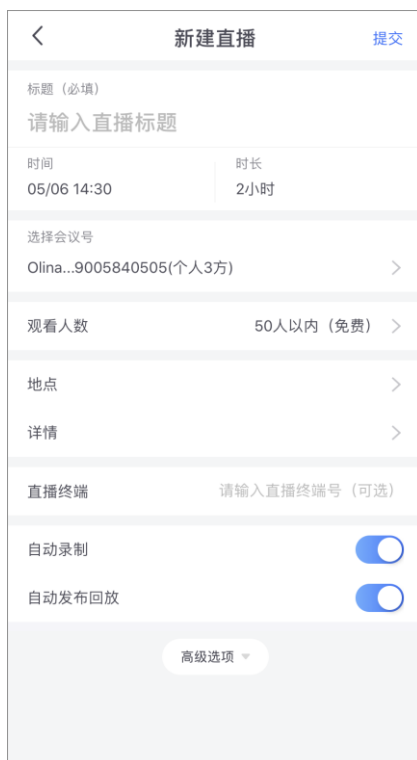 新建直播 提交
标题（必填）
请输入直播标题
时间 时长
05/06 14:30 2小时
选择会议号
Olina...9005840505(个人3方)
观看人数 50人以内（免费）
地点
详情
直播终端 请输入直播终端号（可选）
自动录制
自动发布回放
高级选项